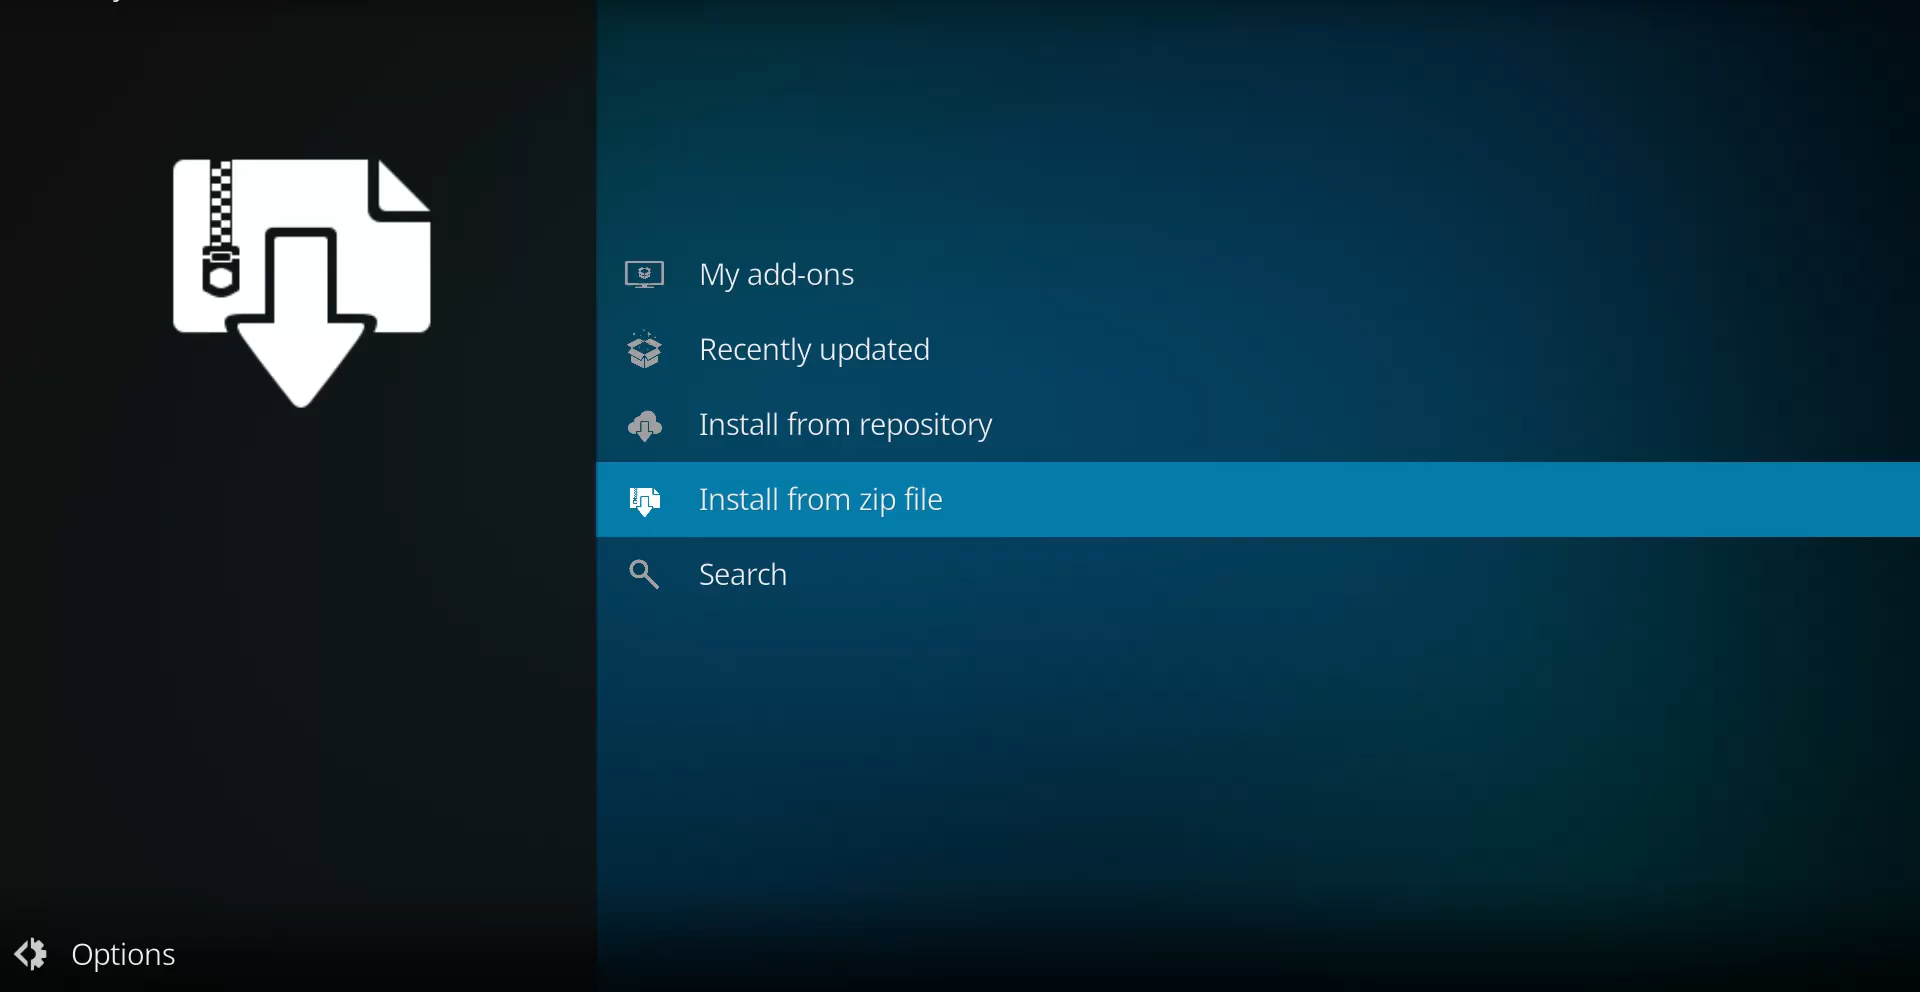 My add-ons
Recently updated
Install from repository
Install from zip file
Search
Options